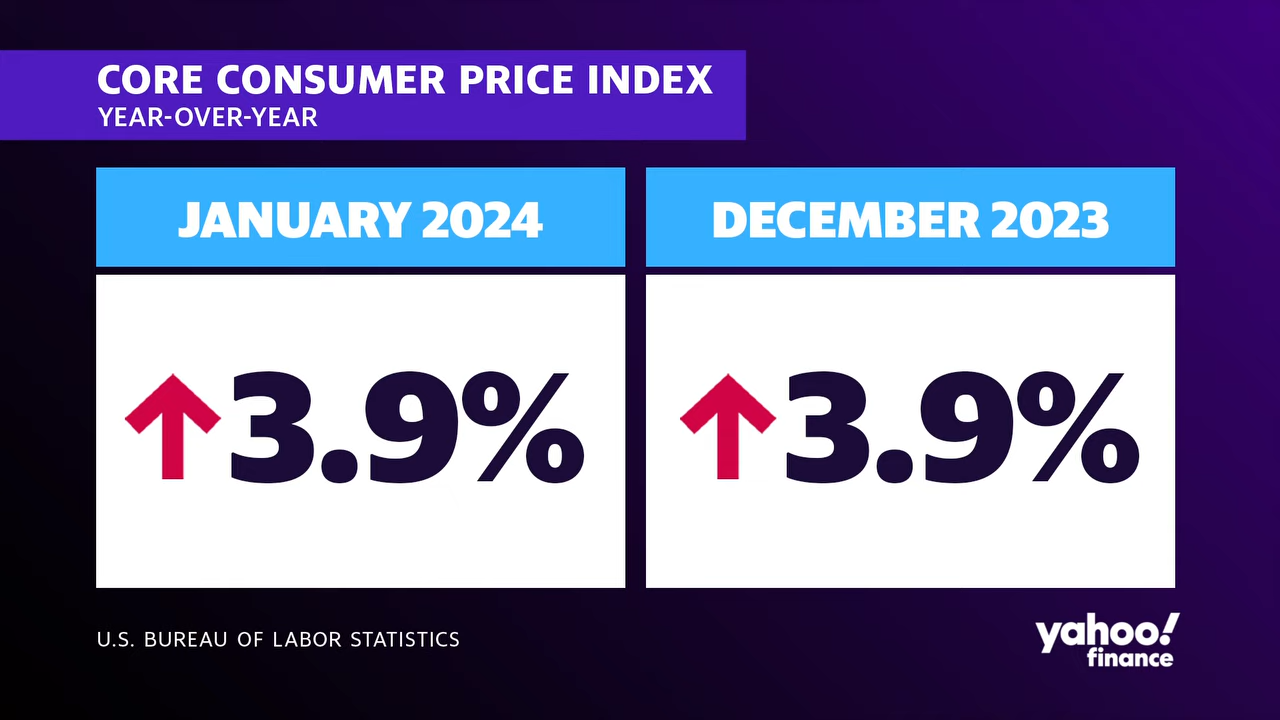 CORE CONSUMER PRICE INDEX
YEAR-OVER-YEAR
JANUARY 2024
↑3.9%
DECEMBER 2023
↑3.9%
U.S. BUREAU OF LABOR STATISTICS
yahoo!
finance